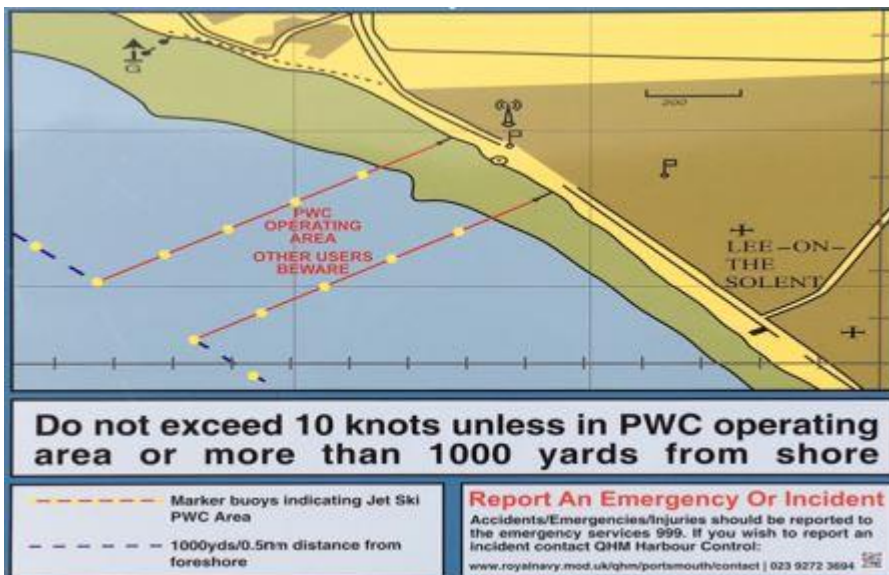 G
200
PWC
OPERATING
AREA
OTHER USERS
BEWARE
LEE-ON-
THE
SOLENT
Do not exceed 10 knots unless in PWC operating
area or more than 1000 yards from shore
Marker buoys indicating Jet Ski
PWC Area
1000yds/0.5nm distance from
foreshore
Report An Emergency Or Incident
Accidents/Emergencies/Injuries should be reported to
the emergency services 999. If you wish to report an
incident contact QHM Harbour Control:
www.royalnavy.mod.uk/qhm/portsmouth/contact | 023 9272 3694